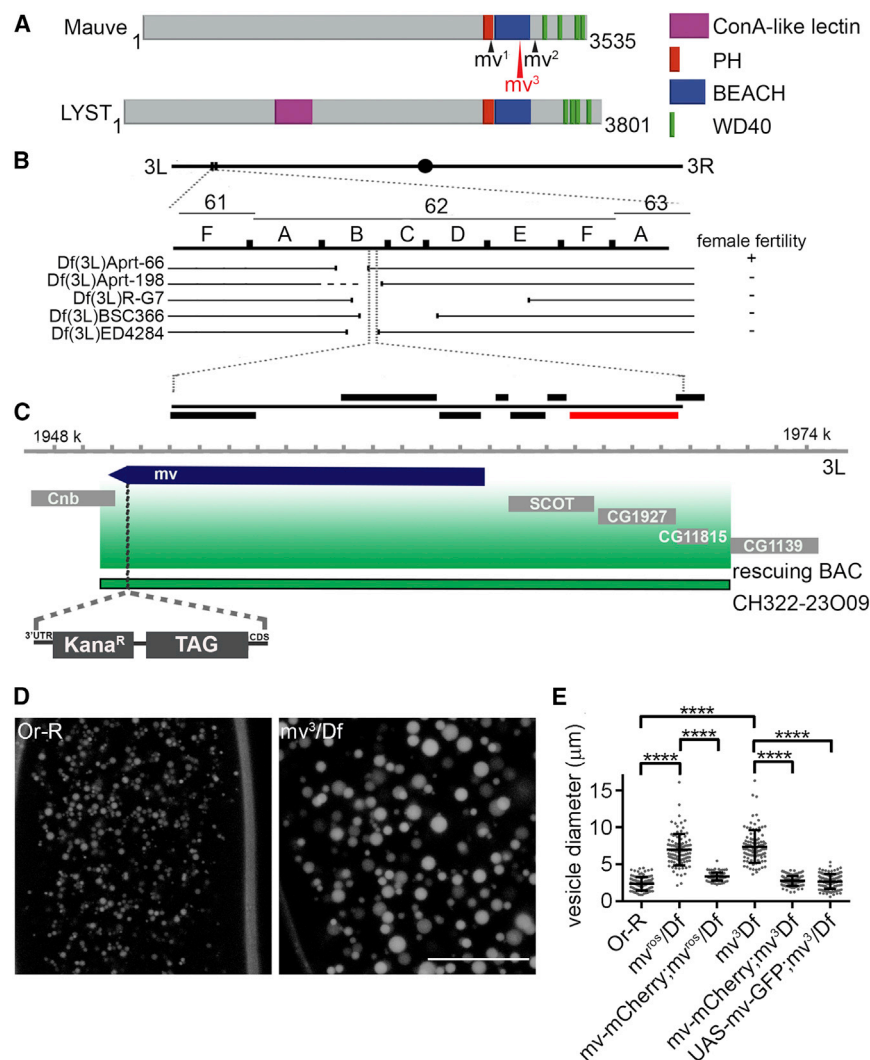 A
Mauve 1 3535
mv1 mv2
mv3
LYST 1 3801
ConA-like lectin
PH
BEACH
WD40
B
3L 3R
61 62 63
F A B C D E F A
female fertility
Df(3L)Aprt-66 +
Df(3L)Aprt-198 -
Df(3L)R-G7 -
Df(3L)BSC366 -
Df(3L)ED4284 -
C
1948 k 1974 k
3L
mv
Cnb
SCOT
CG1927
CG11815
CG1139
rescuing BAC
CH322-23O09
3'UTR KanaR TAG CDS
D
Or-R
mv3/Df
E
**** 
**** **** **** ****
vesicle diameter (μm)
15
10
5
0
Or-R
mvros/Df
mv-mCherry;mvros/Df
mv3Df
mv-mCherry;mv3Df
UAS-mv-GFP;mv3/Df